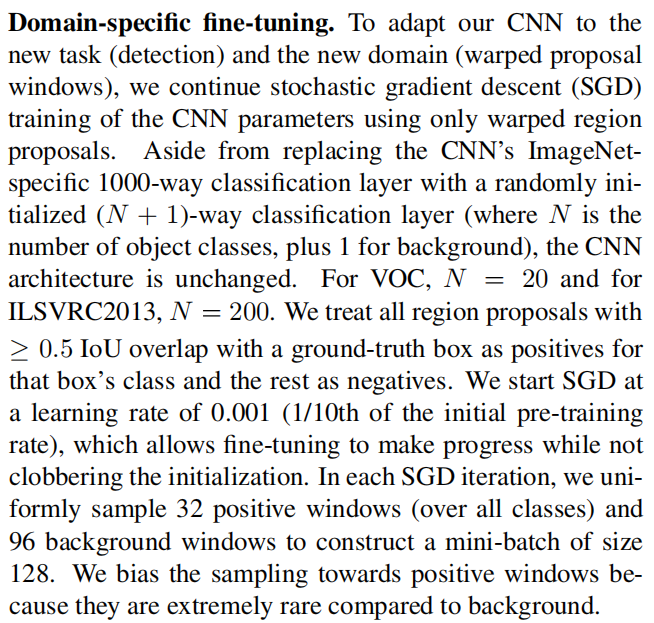 Domain-specific fine-tuning. To adapt our CNN to the
new task (detection) and the new domain (warped proposal
windows), we continue stochastic gradient descent (SGD)
training of the CNN parameters using only warped region
proposals. Aside from replacing the CNN's ImageNet-
specific 1000-way classification layer with a randomly ini-
tialized (N + 1)-way classification layer (where N is the
number of object classes, plus 1 for background), the CNN
architecture is unchanged. For VOC, N = 20 and for
ILSVRC2013, N = 200. We treat all region proposals with
≥ 0.5 IoU overlap with a ground-truth box as positives for
that box's class and the rest as negatives. We start SGD at
a learning rate of 0.001 (1/10th of the initial pre-training
rate), which allows fine-tuning to make progress while not
clobbering the initialization. In each SGD iteration, we uni-
formly sample 32 positive windows (over all classes) and
96 background windows to construct a mini-batch of size
128. We bias the sampling towards positive windows be-
cause they are extremely rare compared to background.